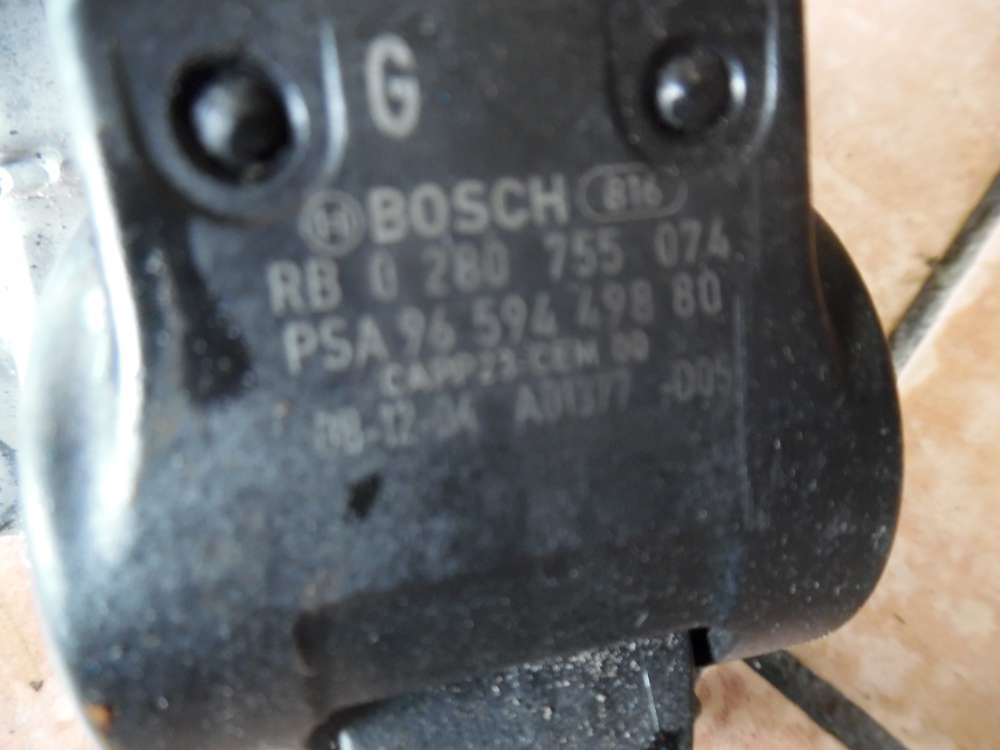 G
BOSCH 816
RB 0 280 755 074
PSA 96 594 498 80
CAPP23-CEM 00
08-12-04 A01377 -D05